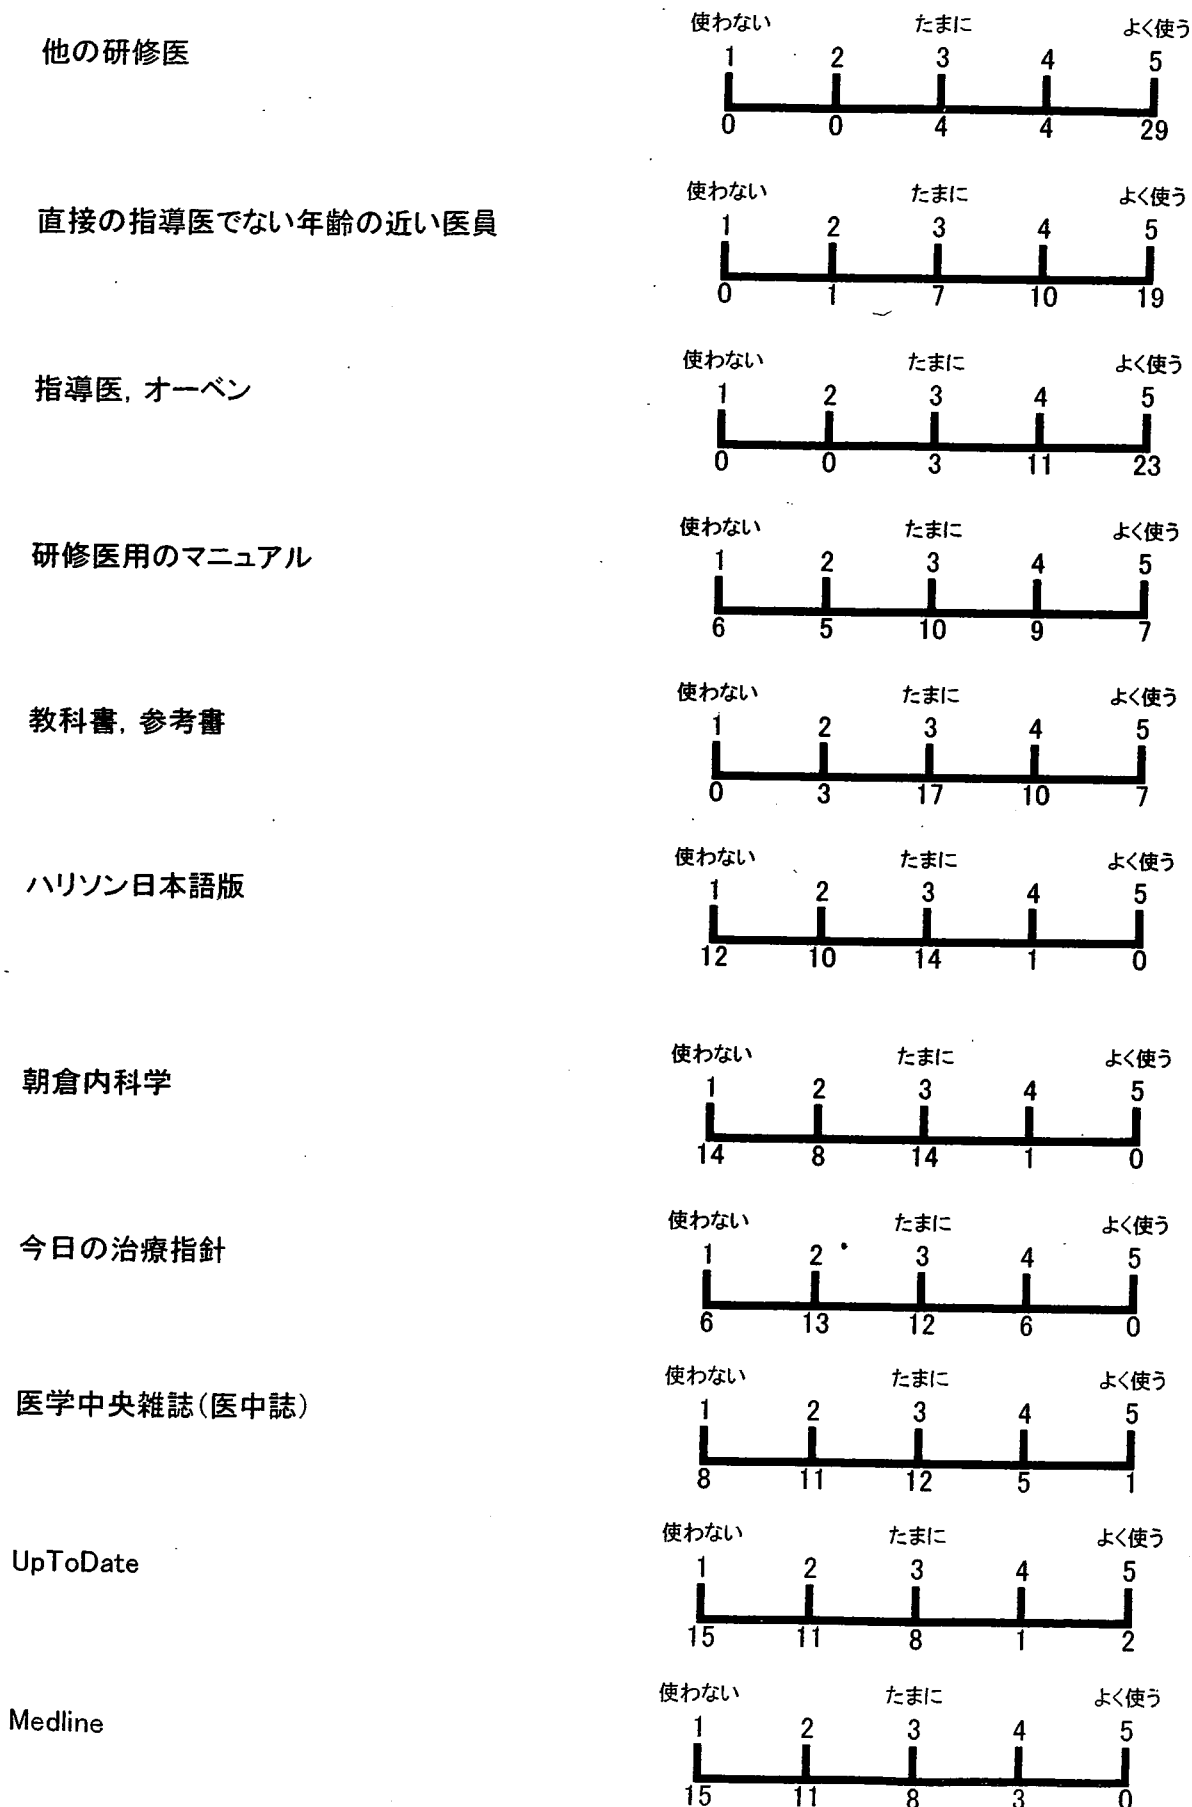 使わない たまに よく使う
他の研修医 1 2 3 4 5
0 0 4 4 29
使わない たまに よく使う
直接の指導医でない年齢の近い医員 1 2 3 4 5
0 1 7 10 19
使わない たまに よく使う
指導医, オーベン 1 2 3 4 5
0 0 3 11 23
使わない たまに よく使う
研修医用のマニュアル 1 2 3 4 5
6 5 10 9 7
使わない たまに よく使う
教科書, 参考書 1 2 3 4 5
0 3 17 10 7
使わない たまに よく使う
ハリソン日本語版 1 2 3 4 5
12 10 14 1 0
使わない たまに よく使う
朝倉内科学 1 2 3 4 5
14 8 14 1 0
使わない たまに よく使う
今日の治療指針 1 2 3 4 5
6 13 12 6 0
使わない たまに よく使う
医学中央雑誌(医中誌) 1 2 3 4 5
8 11 12 5 1
使わない たまに よく使う
UpToDate 1 2 3 4 5
15 11 8 1 2
使わない たまに よく使う
Medline 1 2 3 4 5
15 11 8 3 0